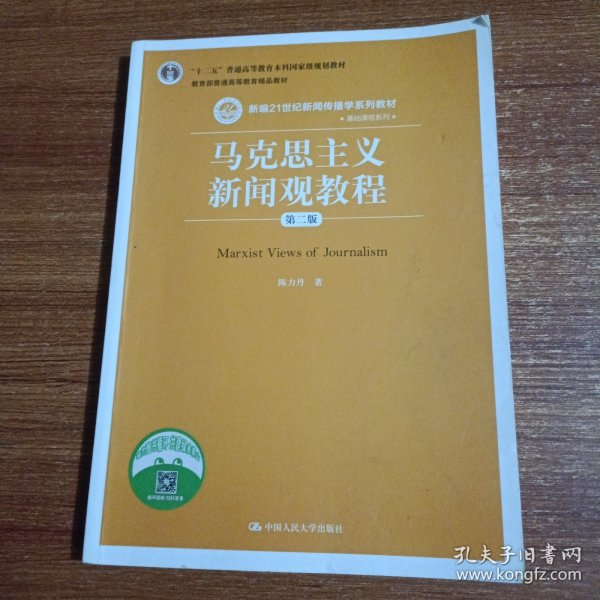 “十二五”普通高等教育本科国家级规划教材
教育部普通高等教育精品教材
新编21世纪新闻传播学系列教材
基础课程系列
马克思主义
新闻观教程
第二版
Marxist Views of Journalism
陈力丹 著
中国人民大学出版社
孔夫子旧书网
www.kongfz.com